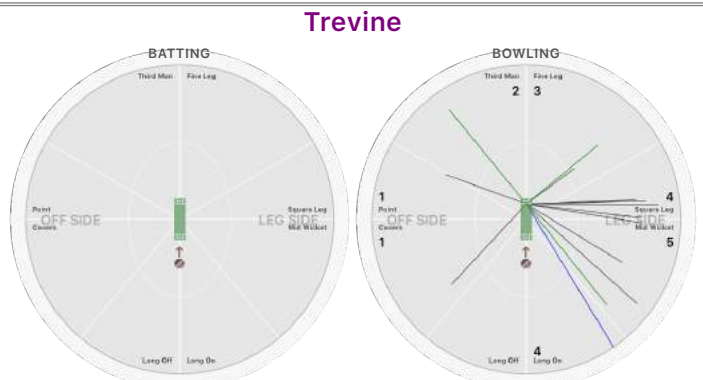 Trevine
BATTING
BOWLING
Third Man Fine Leg
Third Man Fine Leg
2 3
1
4
Point
Square Leg
Point
Square Leg
OFF SIDE
LEG SIDE
OFF SIDE
LEG SIDE
Covers
Mid Wicket
Covers
Mid Wicket
1
5
4
Long Off Long On
Long Off Long On